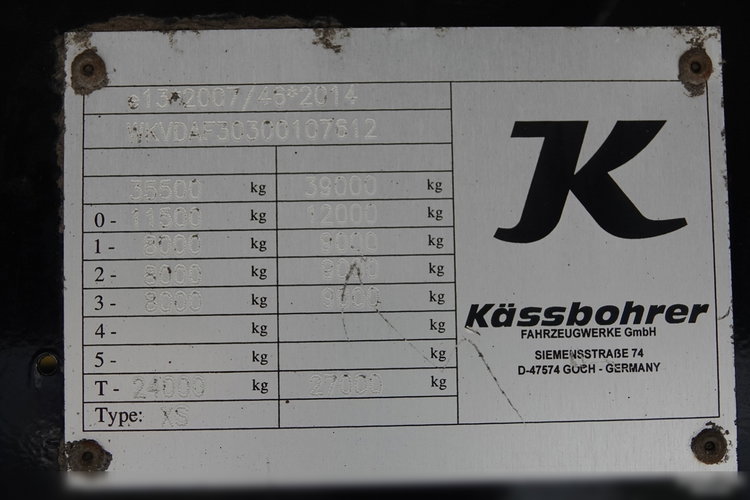 e13*2007/46*2014
WKVDAF30300107612
35500 kg 39000 kg
0- 11500 kg 12000 kg
1- 8000 kg 9000 kg
2- 8000 kg 9000 kg
3- 8000 kg 9000 kg
4- kg kg
5- kg kg
T- 24000 kg 27000 kg
Type: XS
K
Kässbohrer
FAHRZEUGWERKE GmbH
SIEMENSSTRAßE 74
D-47574 GOCH - GERMANY